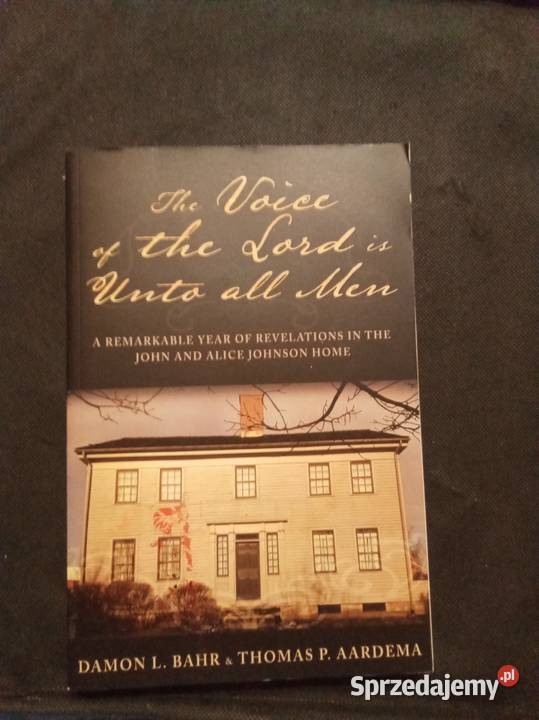 The Voice
of the Lord is
Unto all Men
A REMARKABLE YEAR OF REVELATIONS IN THE
JOHN AND ALICE JOHNSON HOME
DAMON L. BAHR & THOMAS P. AARDEMA
Sprzedajemy.pl